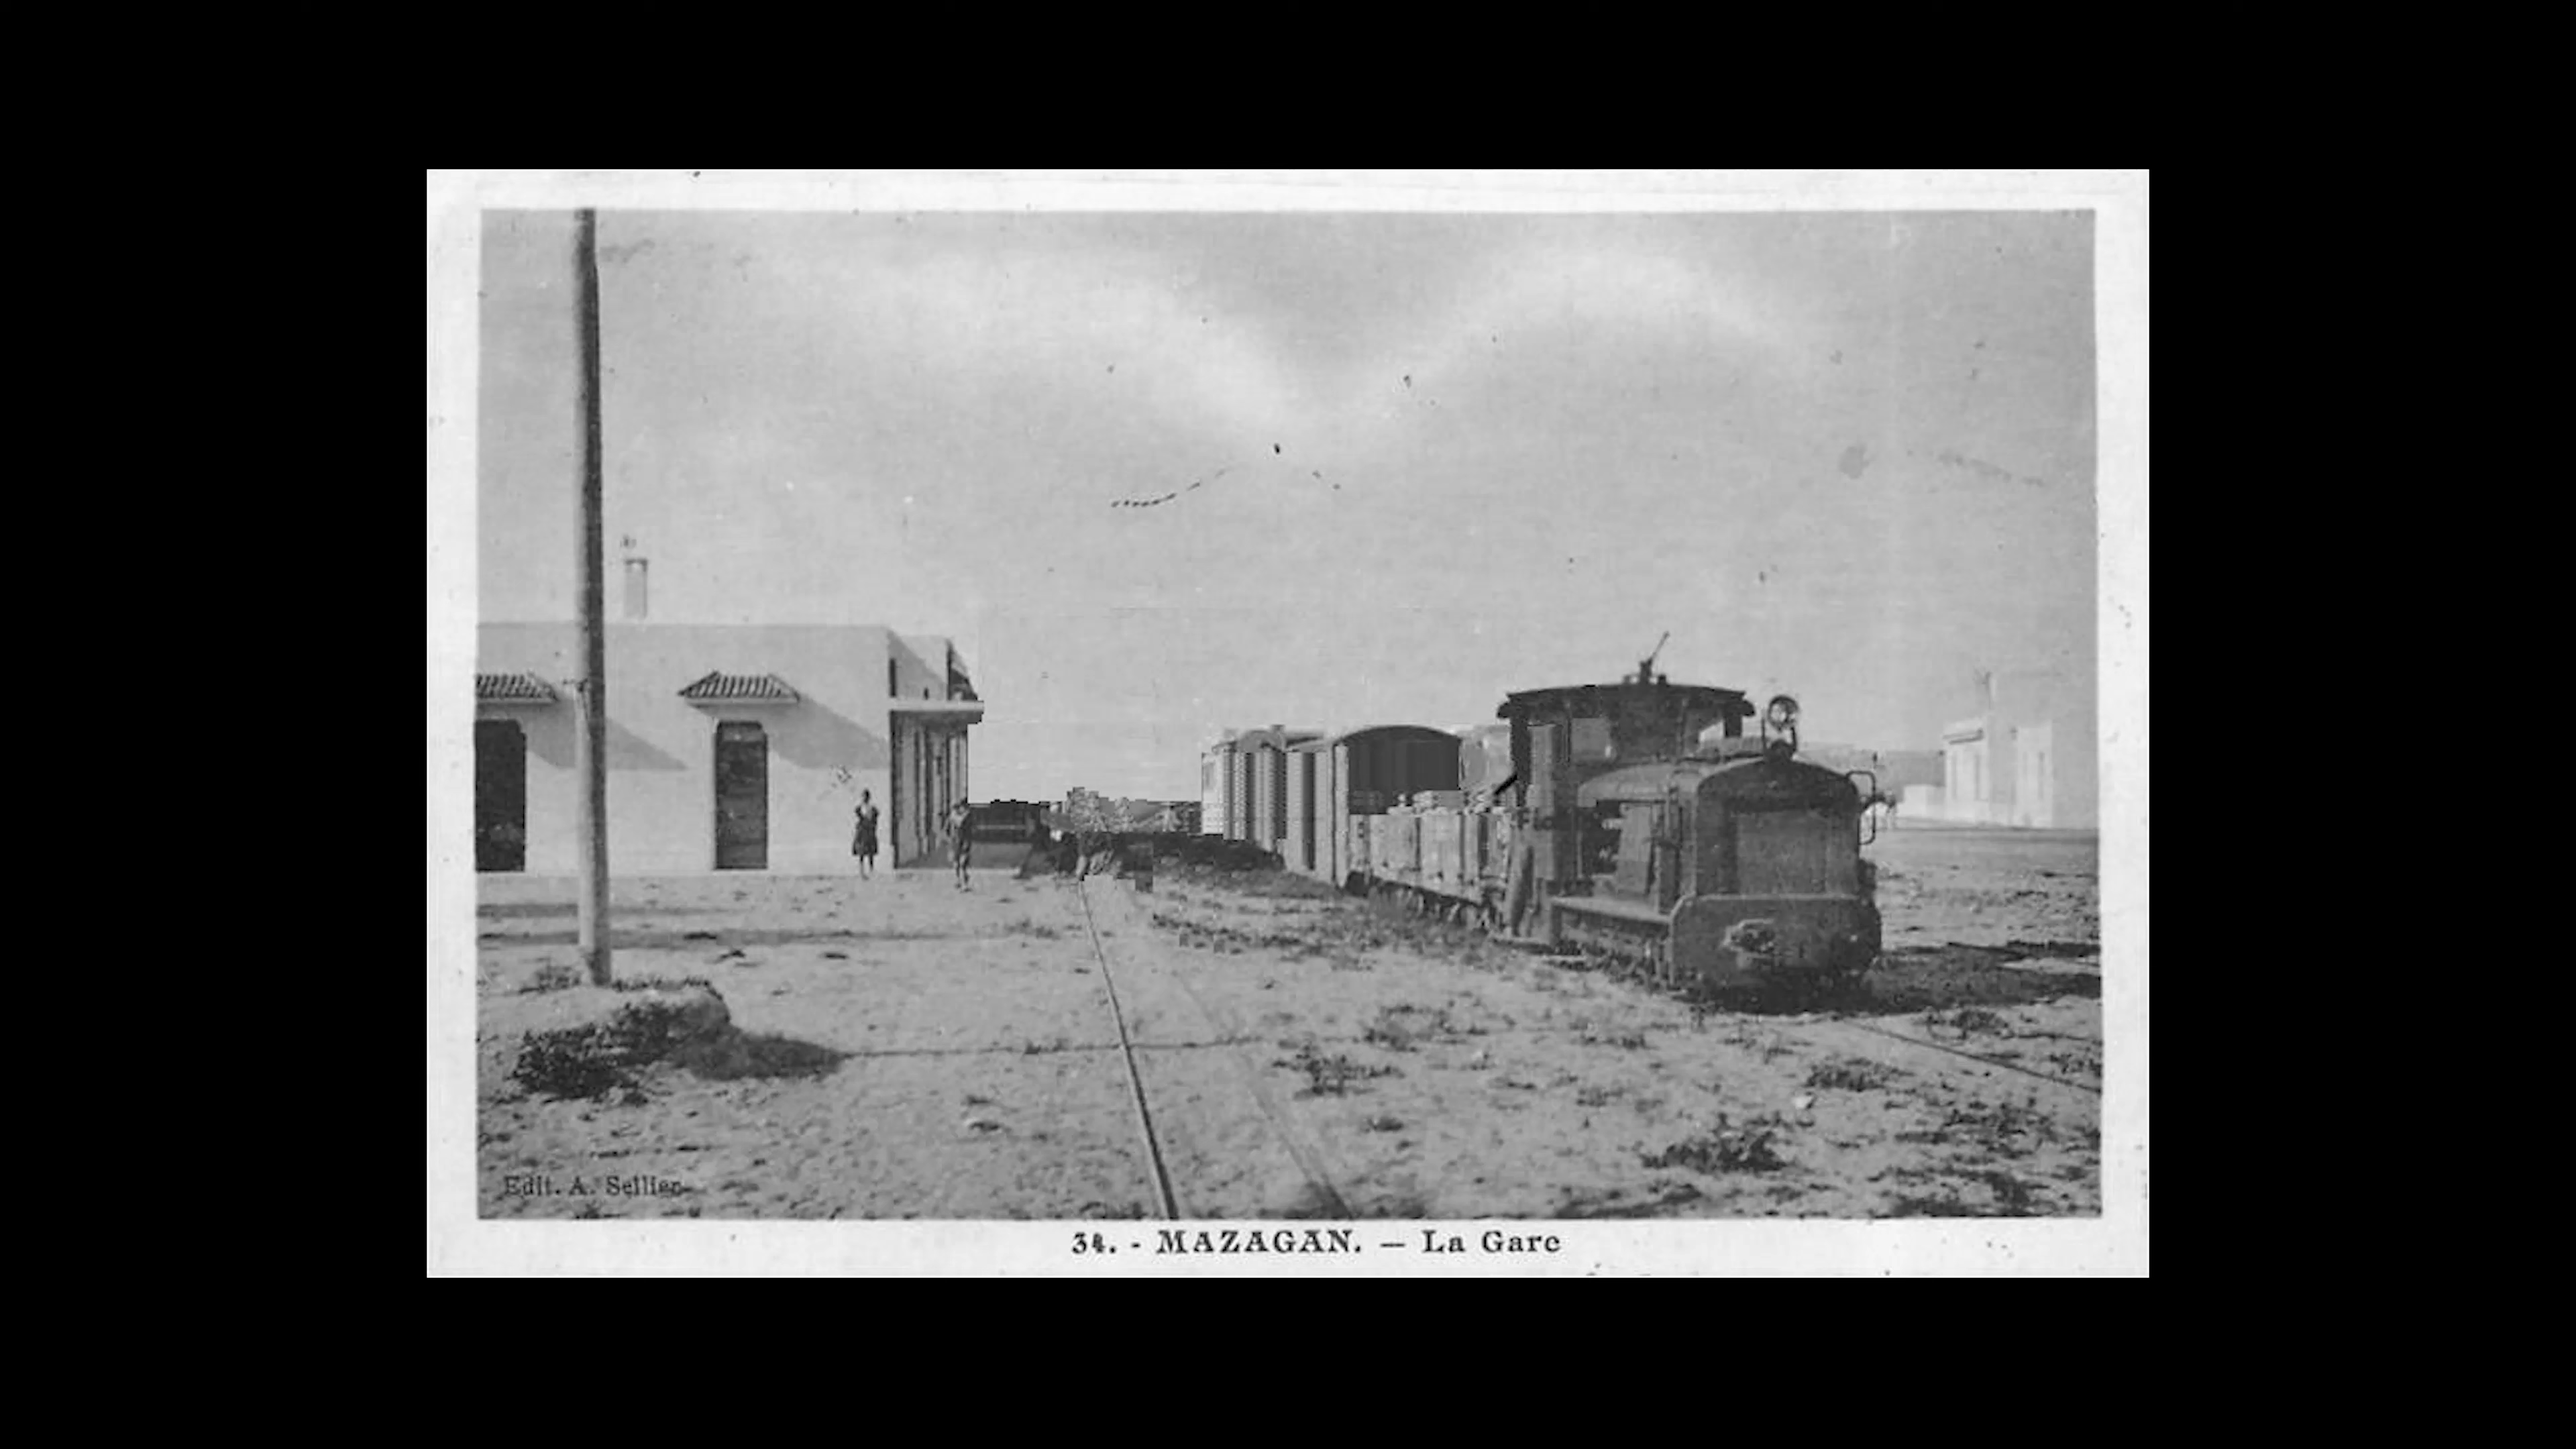 Edit. A. Sellier
34. - MAZAGAN. — La Gare